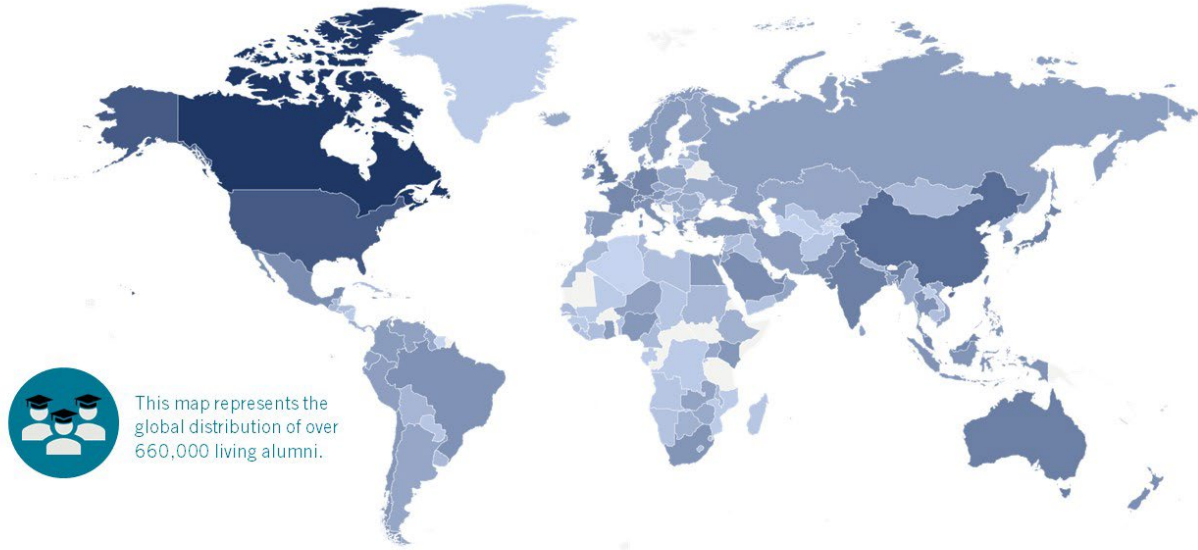 This map represents the
global distribution of over
660,000 living alumni.